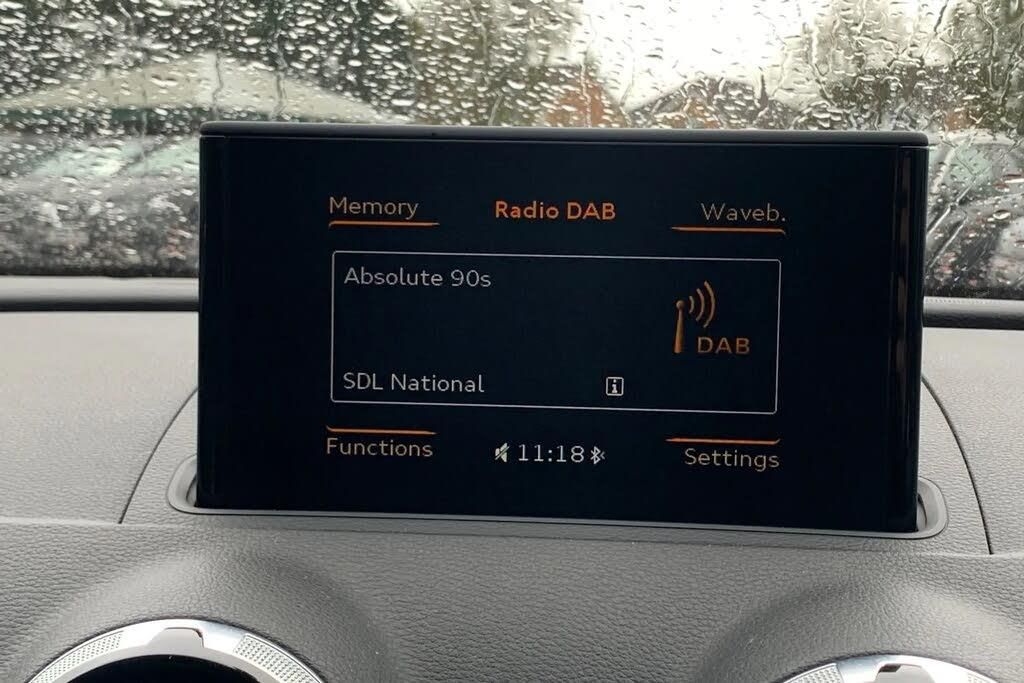 Memory
Radio DAB
Waveb.
Absolute 90s
DAB
SDL National
i
Functions
11:18
Settings